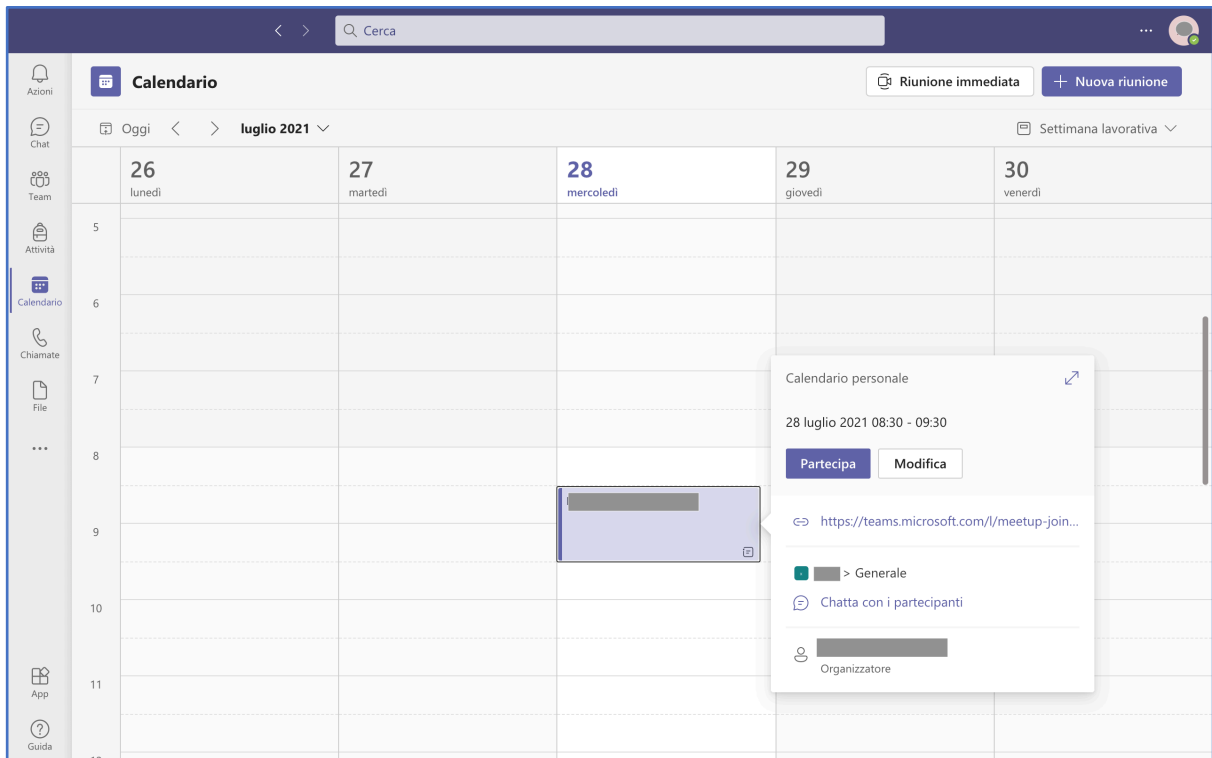 Cerca
Azioni
Chat
Team
Attività
Calendario
Chiamate
File
App
Guida
Calendario
Riunione immediata
Nuova riunione
Oggi
luglio 2021
Settimana lavorativa
26
lunedì
27
martedì
28
mercoledì
29
giovedì
30
venerdì
5
6
7
8
9
10
11
Calendario personale
28 luglio 2021 08:30 - 09:30
Partecipa
Modifica
https://teams.microsoft.com/l/meetup-join...
> Generale
Chatta con i partecipanti
Organizzatore